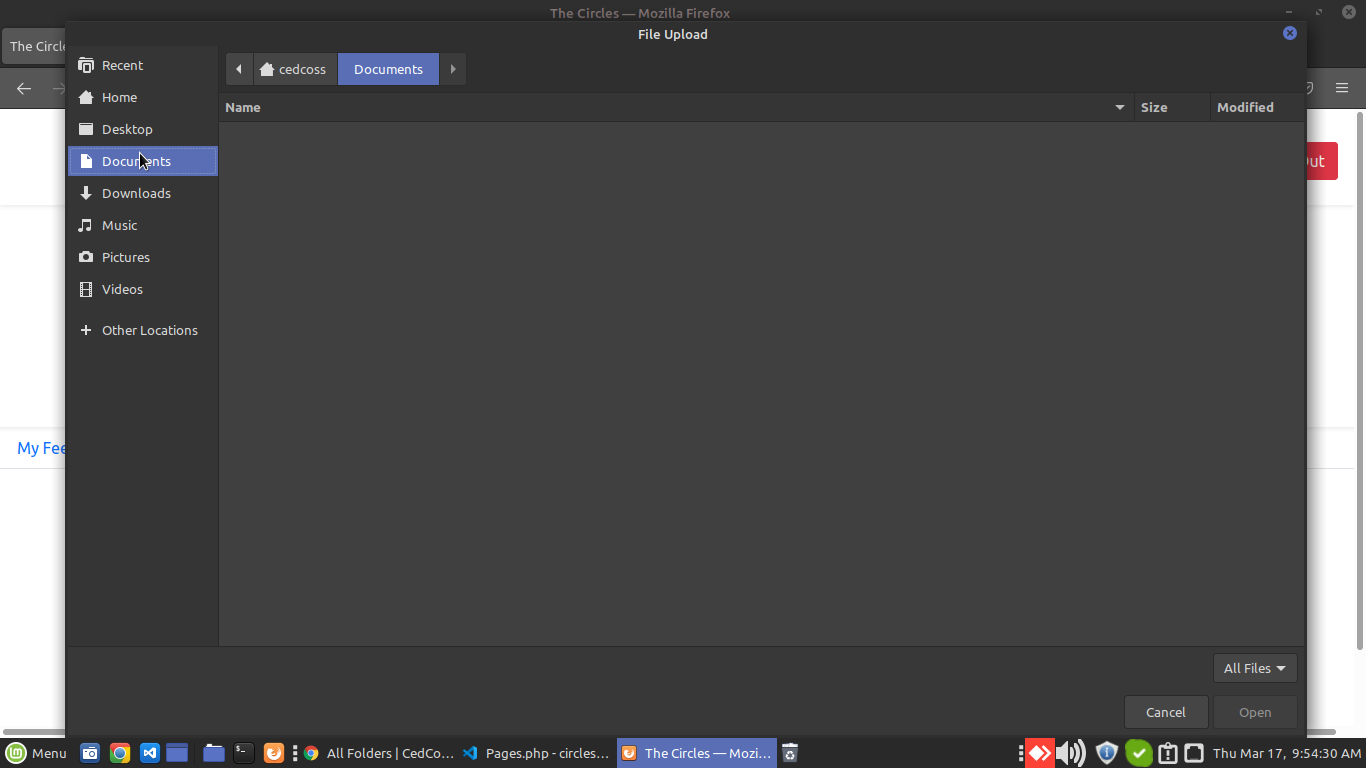 The Circles — Mozilla Firefox
The Circle
File Upload
Recent
Home
Desktop
Documents
Downloads
Music
Pictures
Videos
Other Locations
cedcoss
Documents
Name
Size
Modified
My Fee
All Files
Cancel
Open
Menu
All Folders | CedCo...
Pages.php - circles...
The Circles — Mozi...
Thu Mar 17, 9:54:30 AM